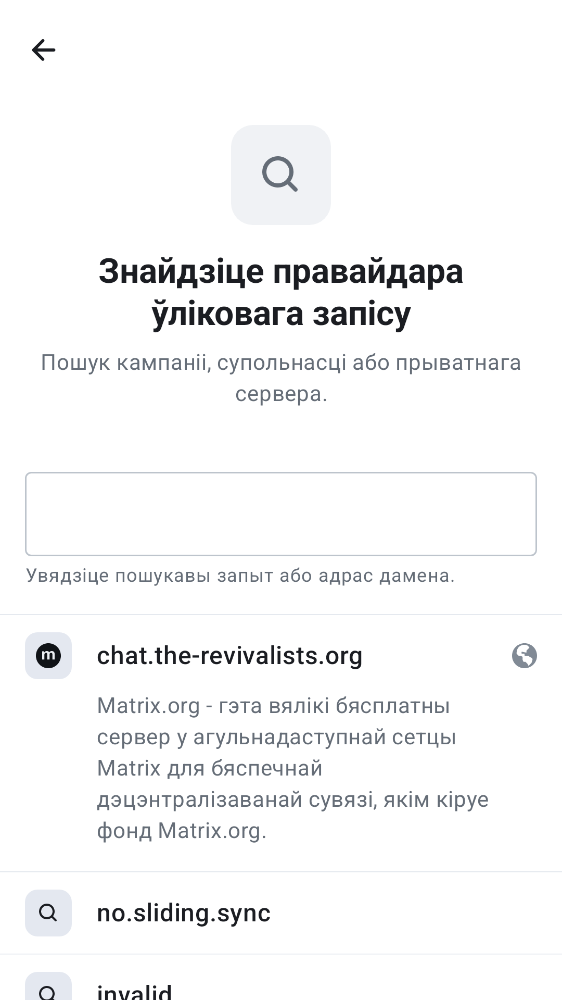 Знайдзіце правайдара
ўліковага запісу
Пошук кампаніі, супольнасці або прыватнага
сервера.
Увядзіце пошукавы запыт або адрас дамена.
m
chat.the-revivalists.org
Matrix.org - гэта вялікі бясплатны
сервер у агульнадаступнай сетцы
Matrix для бяспечнай
дэцэнтралізаванай сувязі, якім кіруе
фонд Matrix.org.
no.sliding.sync
invalid